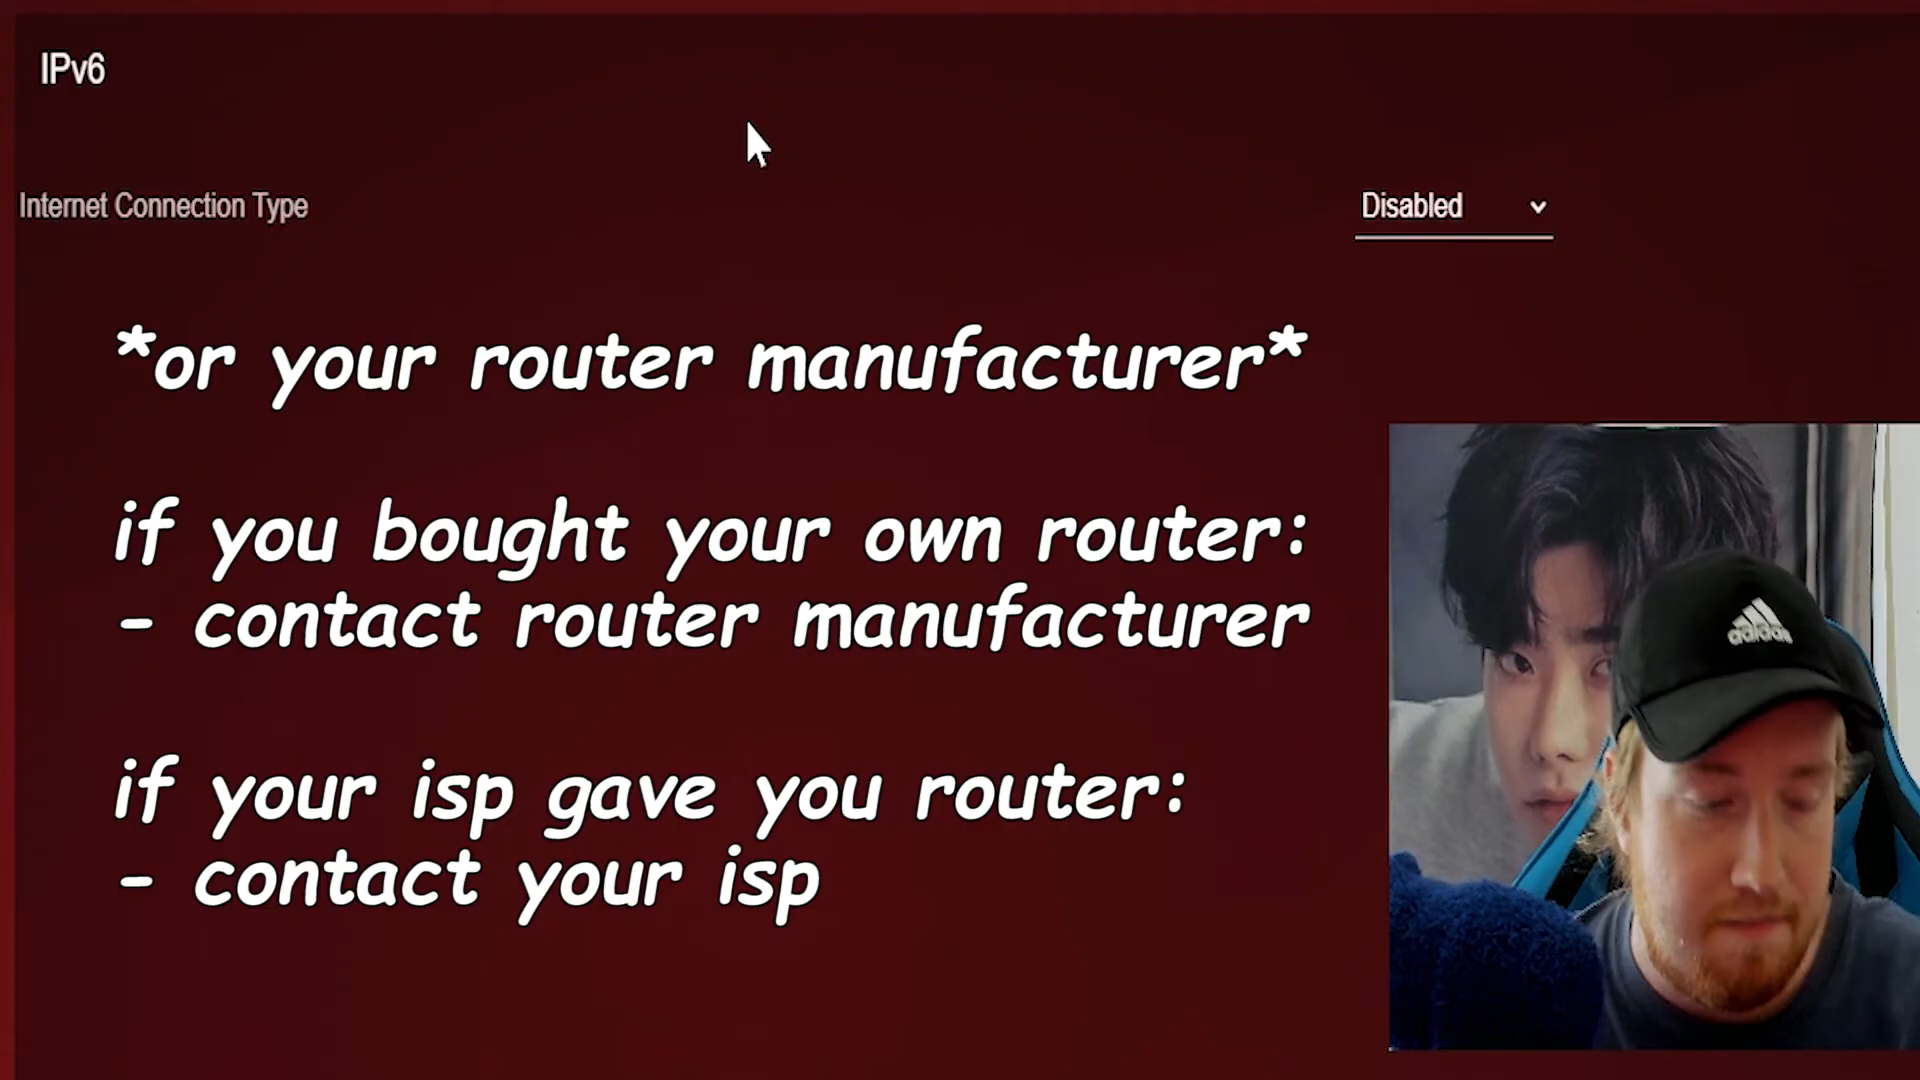 IPv6
Internet Connection Type
Disabled
*or your router manufacturer*
if you bought your own router:
- contact router manufacturer
if your isp gave you router:
- contact your isp
adidas